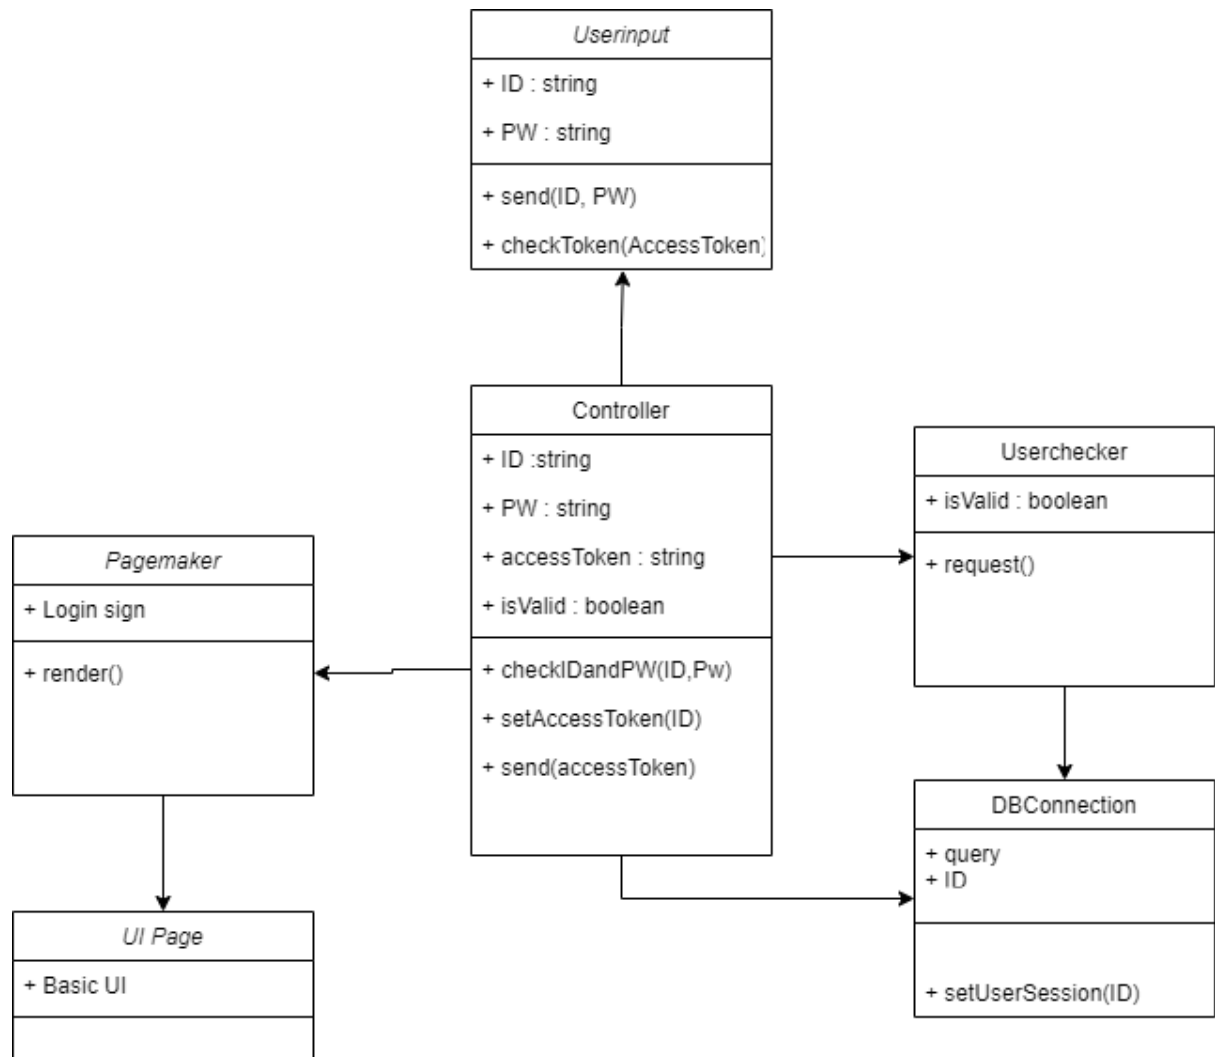 Userinput
+ ID : string
+ PW : string
+ send(ID, PW)
+ checkToken(AccessToken)
Controller
+ ID :string
+ PW : string
+ accessToken : string
+ isValid : boolean
+ checkIDandPW(ID,Pw)
+ setAccessToken(ID)
+ send(accessToken)
Userchecker
+ isValid : boolean
+ request()
Pagemaker
+ Login sign
+ render()
DBConnection
+ query
+ ID
+ setUserSession(ID)
UI Page
+ Basic UI